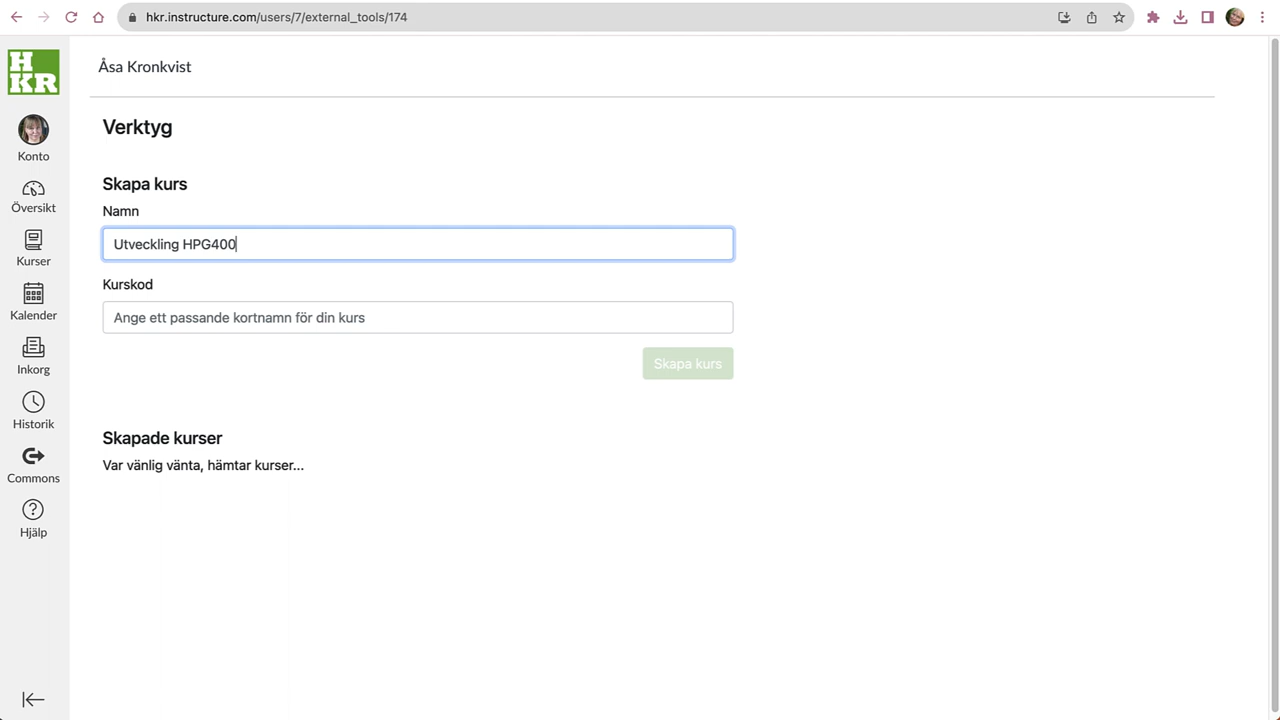 hkr.instructure.com/users/7/external_tools/174
H
KR
Åsa Kronkvist
Konto
Översikt
Kurser
Kalender
Inkorg
Historik
Commons
Hjälp
Verktyg
Skapa kurs
Namn
Utveckling HPG400
Kurskod
Ange ett passande kortnamn för din kurs
Skapa kurs
Skapade kurser
Var vänlig vänta, hämtar kurser...